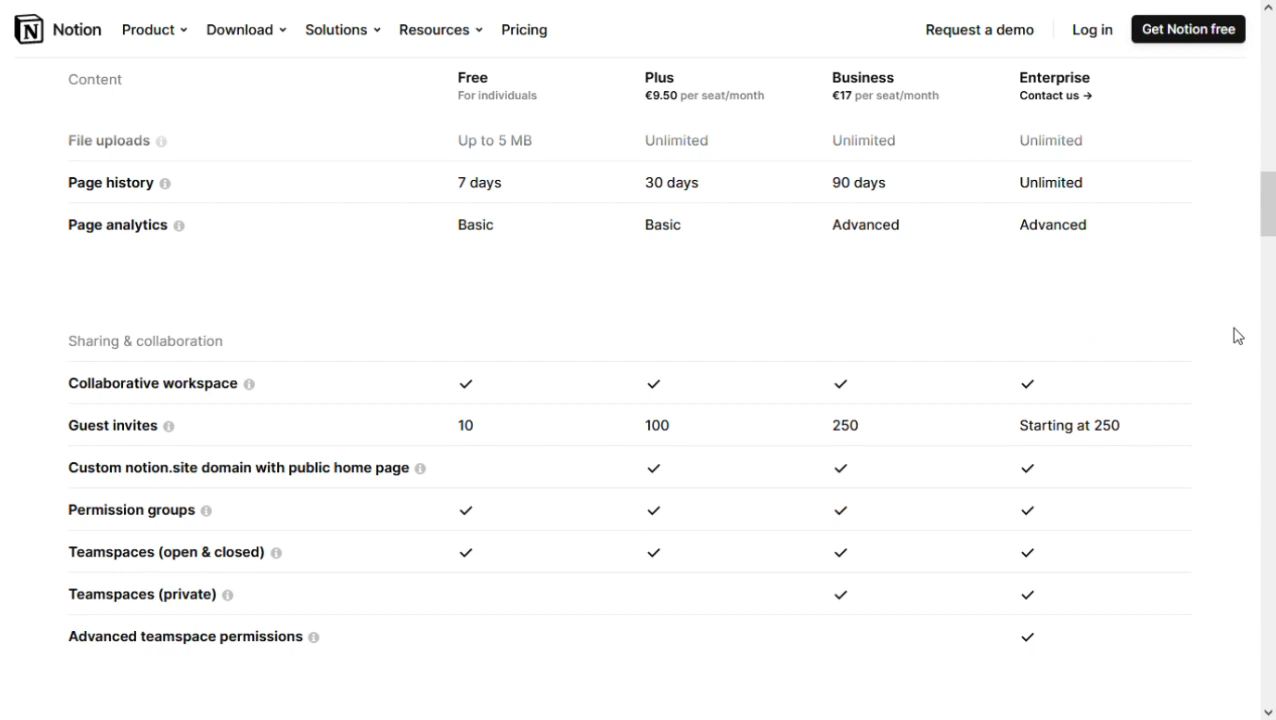 Notion Product Download Solutions Resources Pricing Request a demo Log in Get Notion free
Content Free Plus Business Enterprise
For individuals €9.50 per seat/month €17 per seat/month Contact us →
File uploads Up to 5 MB Unlimited Unlimited Unlimited
Page history 7 days 30 days 90 days Unlimited
Page analytics Basic Basic Advanced Advanced
Sharing & collaboration
Collaborative workspace ✓ ✓ ✓ ✓
Guest invites 10 100 250 Starting at 250
Custom notion.site domain with public home page ✓ ✓ ✓
Permission groups ✓ ✓ ✓ ✓
Teamspaces (open & closed) ✓ ✓ ✓ ✓
Teamspaces (private) ✓ ✓
Advanced teamspace permissions ✓